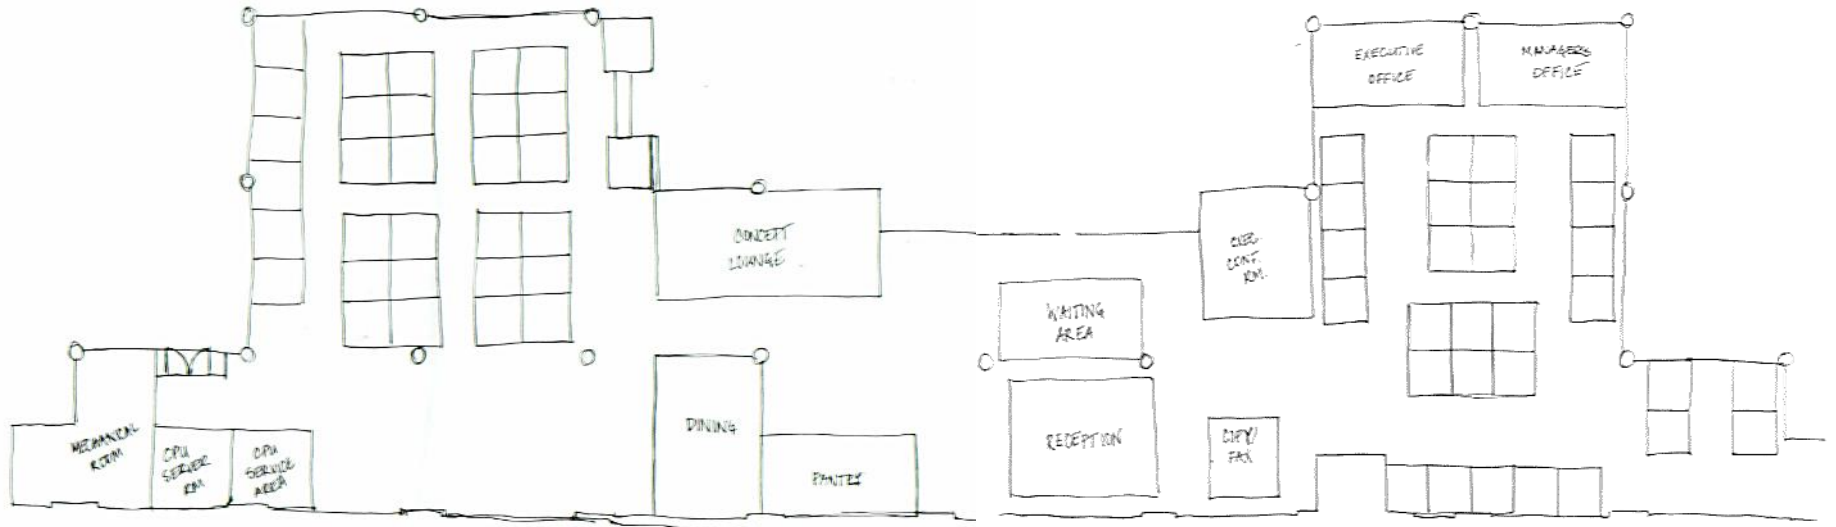 EXECUTIVE
OFFICE
MANAGERS
OFFICE
CONCEPT
LOUNGE
EXEC.
CONF.
RM.
WAITING
AREA
MECHANICAL
ROOM
CPU
SERVER
RM
CPU
SERVICE
AREA
DINING
PANTRY
RECEPTION
COPY/
FAX